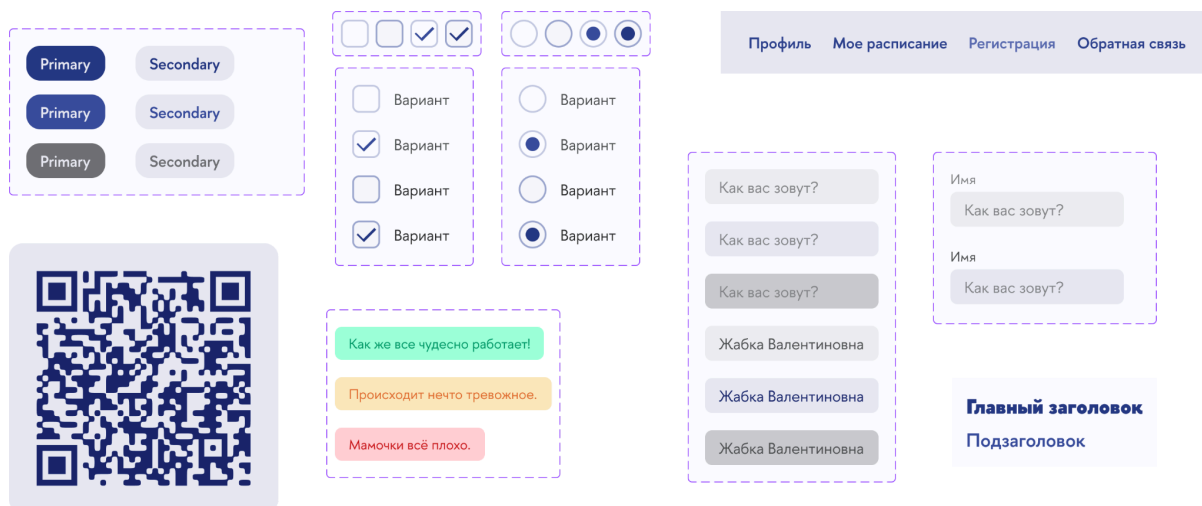 Primary
Secondary
Primary
Secondary
Primary
Secondary
Вариант
Вариант
Вариант
Вариант
Вариант
Вариант
Вариант
Вариант
Профиль
Мое расписание
Регистрация
Обратная связь
Как же все чудесно работает!
Происходит нечто тревожное.
Мамочки всё плохо.
Как вас зовут?
Как вас зовут?
Как вас зовут?
Жабка Валентиновна
Жабка Валентиновна
Жабка Валентиновна
Имя
Как вас зовут?
Имя
Как вас зовут?
Главный заголовок
Подзаголовок